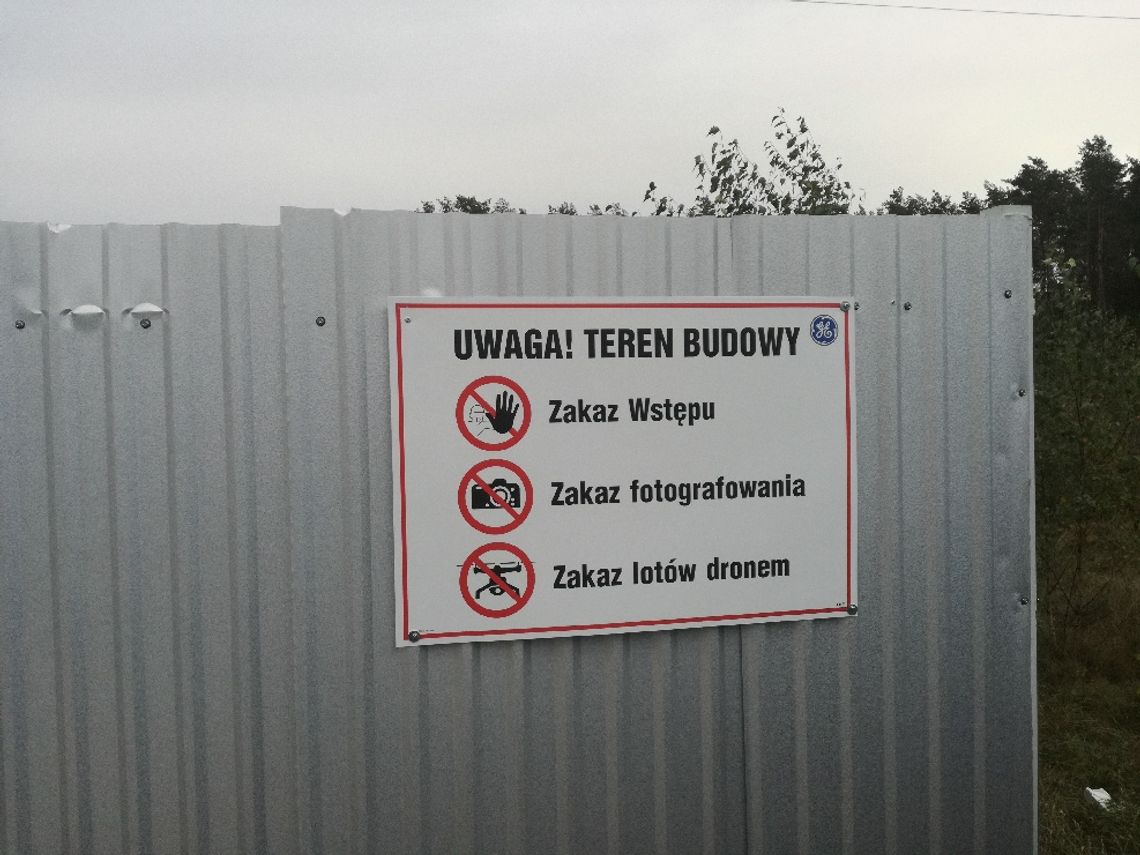 UWAGA! TEREN BUDOWY
Zakaz Wstępu
Zakaz fotografowania
Zakaz lotów dronem